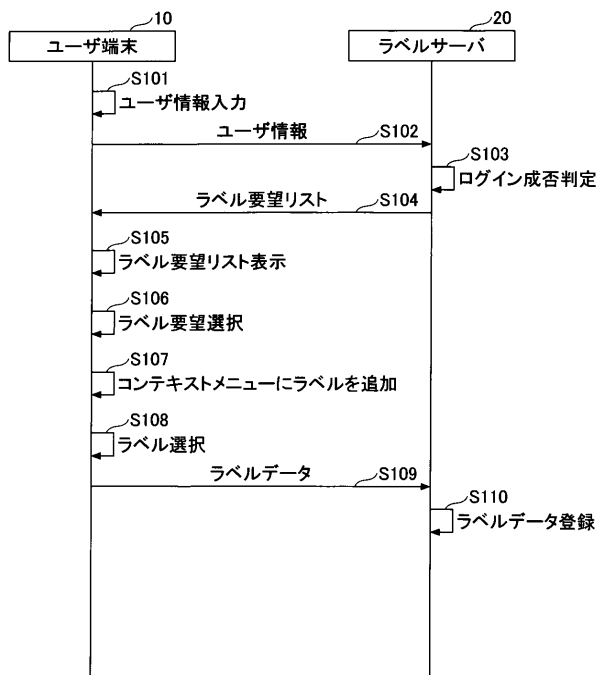 10
20
ユーザ端末
ラベルサーバ
S101
ユーザ情報入力
ユーザ情報
S102
S103
ログイン成否判定
ラベル要望リスト
S104
S105
ラベル要望リスト表示
S106
ラベル要望選択
S107
コンテキストメニューにラベルを追加
S108
ラベル選択
ラベルデータ
S109
S110
ラベルデータ登録